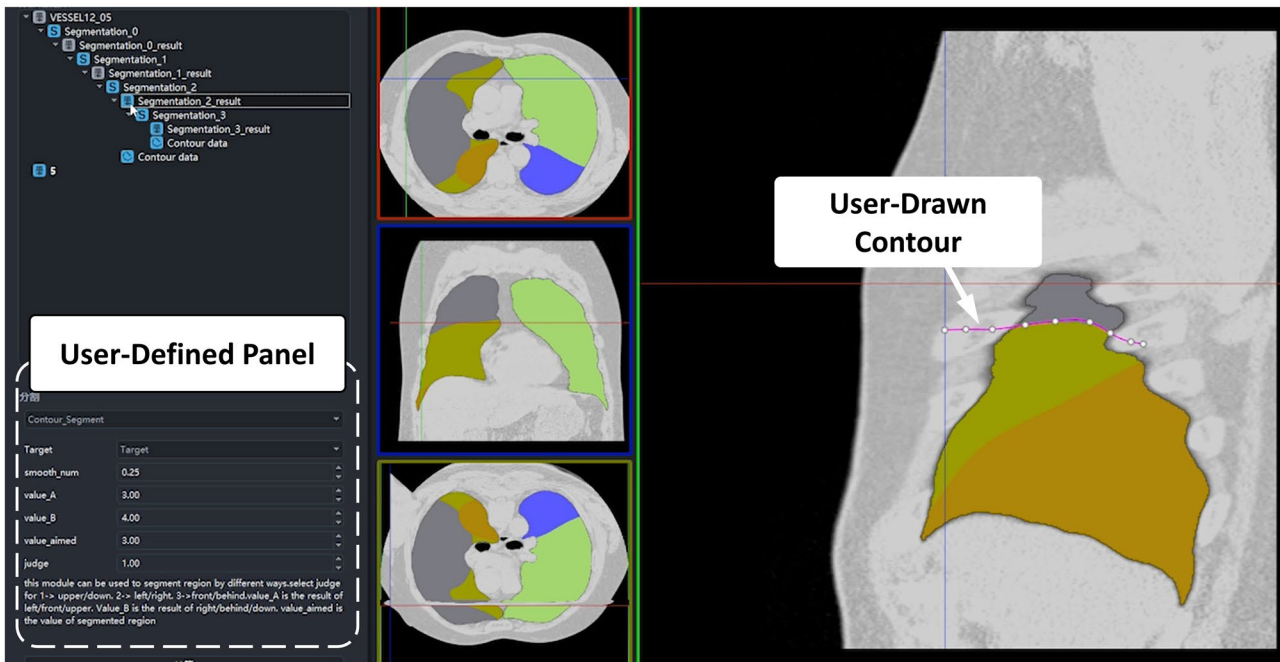 VESSEL12_05
Segmentation_0
Segmentation_0_result
Segmentation_1
Segmentation_1_result
Segmentation_2
Segmentation_2_result
Segmentation_3
Segmentation_3_result
Contour data
Contour data
5
User-Drawn
Contour
User-Defined Panel
分割
Contour_Segment
Target Target
smooth_num 0.25
value_A 3.00
value_B 4.00
value_aimed 3.00
judge 1.00
this module can be used to segment region by different ways.select judge
for 1-> upper/down. 2-> left/right. 3->front/behind.value_A is the result of
left/front/upper. Value_B is the result of right/behind/down. value_aimed is
the value of segmented region